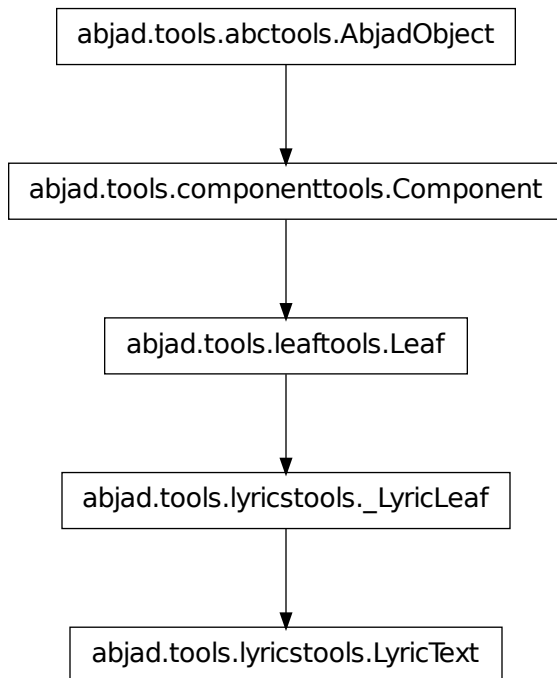 abjad.tools.abctools.AbjadObject
abjad.tools.componenttools.Component
abjad.tools.leaftools.Leaf
abjad.tools.lyricstools._LyricLeaf
abjad.tools.lyricstools.LyricText